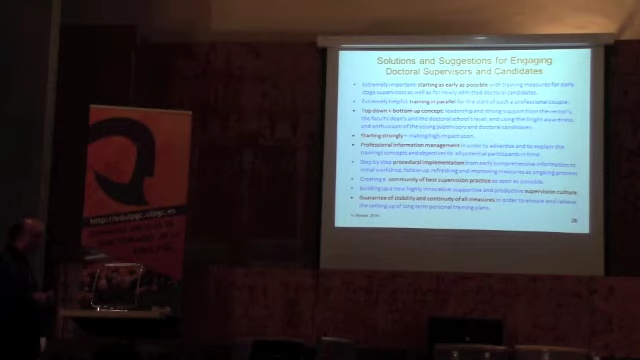 Solutions and Suggestions for Engaging
Doctoral Supervisors and Candidates
• Extremely important: starting as early as possible with training measures for early
stage supervisors as well as for newly admitted doctoral candidates.
• Extremely helpful: training in parallel for the start of such a professional couple.
• Top down + bottom up concept: leadership and strong support from the rector's,
the faculty dean's and the doctoral school's level, and using the bright awareness
and enthusiasm of the young supervisors and doctoral candidates.
• Starting strongly – making high impact soon.
• Professional information management in order to advertise and to explain the
trainings concepts and objectives to all potential participants in time.
• Step by step procedural implementation from early comprehensive information to
initial workshop, follow up, refreshing and improving measures as ongoing process.
• Creating a community of best supervision practice as soon as possible.
• Building up a new highly innovative supportive and productive supervision culture.
• Guarantee of stability and continuity of all measures in order to ensure and relieve
the setting up of long term personal training plans.
26
http://edulpgc.ulpgc.es